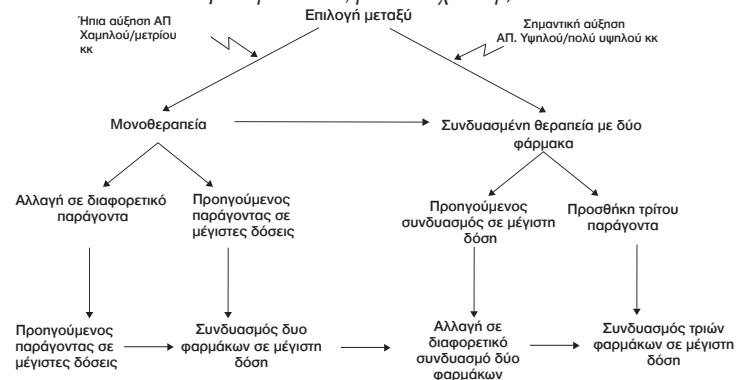 Επιλογή μεταξύ
Ήπια αύξηση ΑΠ
Χαμηλού/μετρίου
κκ
Σημαντική αύξηση
ΑΠ. Υψηλού/πολύ υψηλού κκ
Μονοθεραπεία
Συνδυασμένη θεραπεία με δύο
φάρμακα
Αλλαγή σε διαφορετικό
παράγοντα
Προηγούμενος
παράγοντας σε
μέγιστες δόσεις
Προηγούμενος
συνδυασμός σε μέγιστη
δόση
Προσθήκη τρίτου
παράγοντα
Προηγούμενος
παράγοντας σε
μέγιστες δόσεις
Συνδυασμός δυο
φαρμάκων σε μέγιστη
δόση
Αλλαγή σε
διαφορετικό
συνδυασμό δύο
φαρμάκων
Συνδυασμός τριών
φαρμάκων σε μέγιστη
δόση